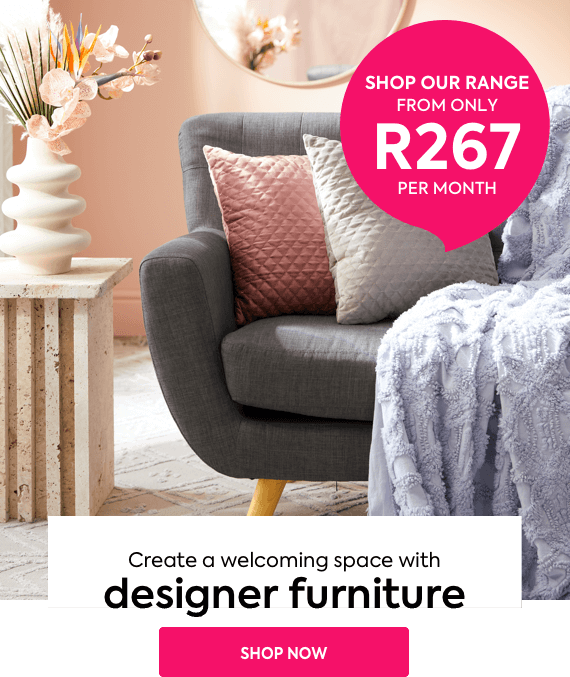 SHOP OUR RANGE
FROM ONLY
R267
PER MONTH
Create a welcoming space with
designer furniture
SHOP NOW